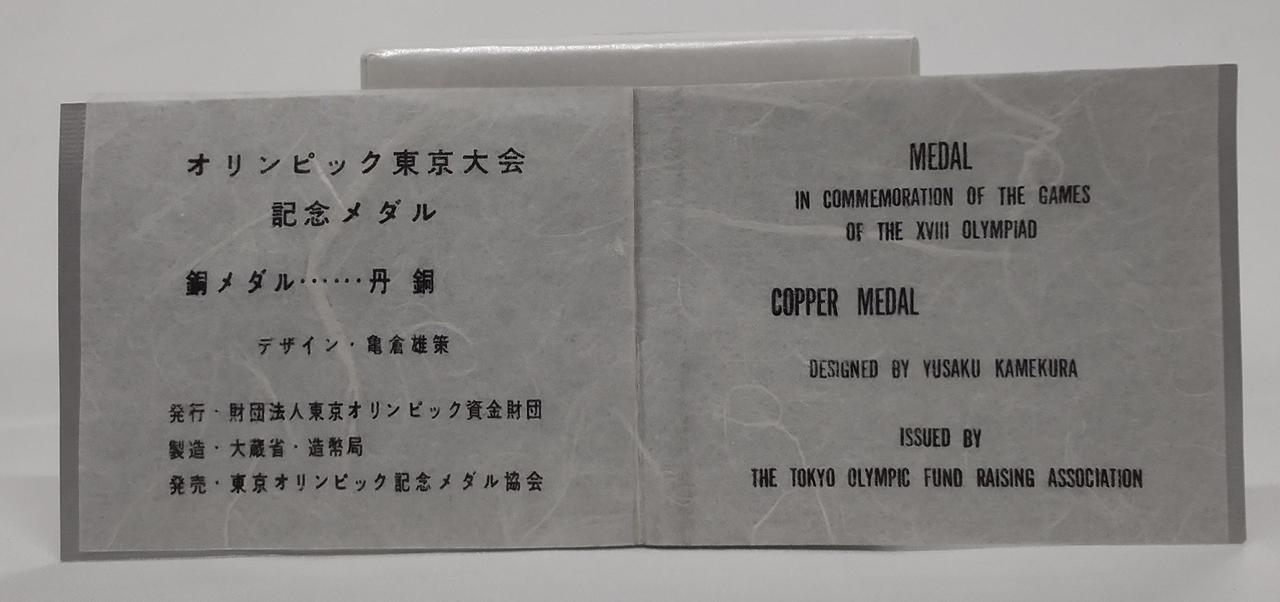 オリンピック東京大会
記念メダル
銅メダル‥‥‥丹 銅
デザイン・亀倉雄策
発行・財団法人東京オリンピック資金財団
製造・大蔵省・造幣局
発売・東京オリンピック記念メダル協会
MEDAL
IN COMMEMORATION OF THE GAMES
OF THE XVIII OLYMPIAD
COPPER MEDAL
DESIGNED BY YUSAKU KAMEKURA
ISSUED BY
THE TOKYO OLYMPIC FUND RAISING ASSOCIATION